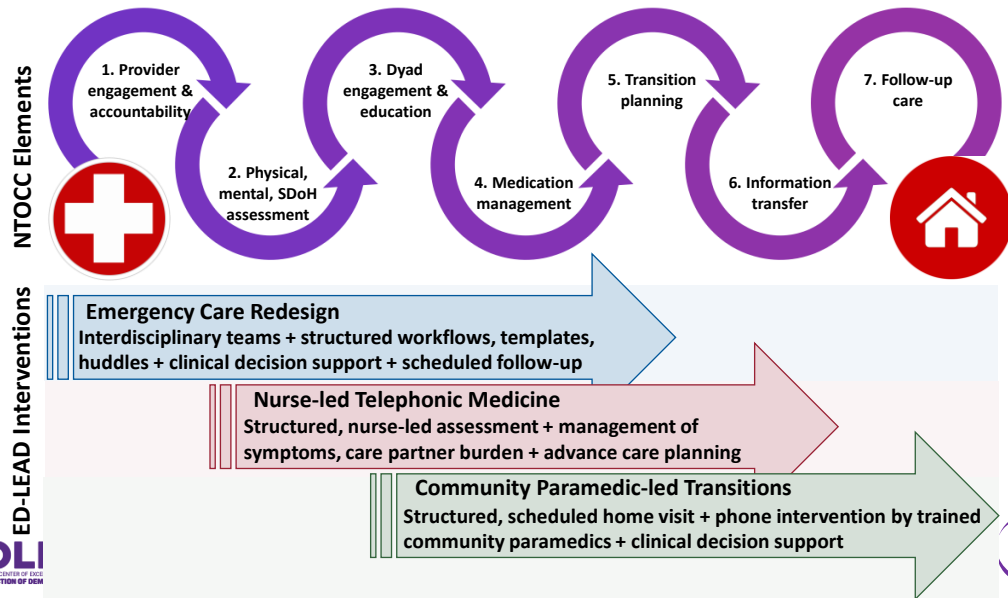 NTOCC Elements
1. Provider
engagement &
accountability
2. Physical,
mental, SDoH
assessment
3. Dyad
engagement &
education
4. Medication
management
5. Transition
planning
6. Information
transfer
7. Follow-up
care
ED-LEAD Interventions
Emergency Care Redesign
Interdisciplinary teams + structured workflows, templates,
huddles + clinical decision support + scheduled follow-up
Nurse-led Telephonic Medicine
Structured, nurse-led assessment + management of
symptoms, care partner burden + advance care planning
Community Paramedic-led Transitions
Structured, scheduled home visit + phone intervention by trained
community paramedics + clinical decision support
CENTER OF